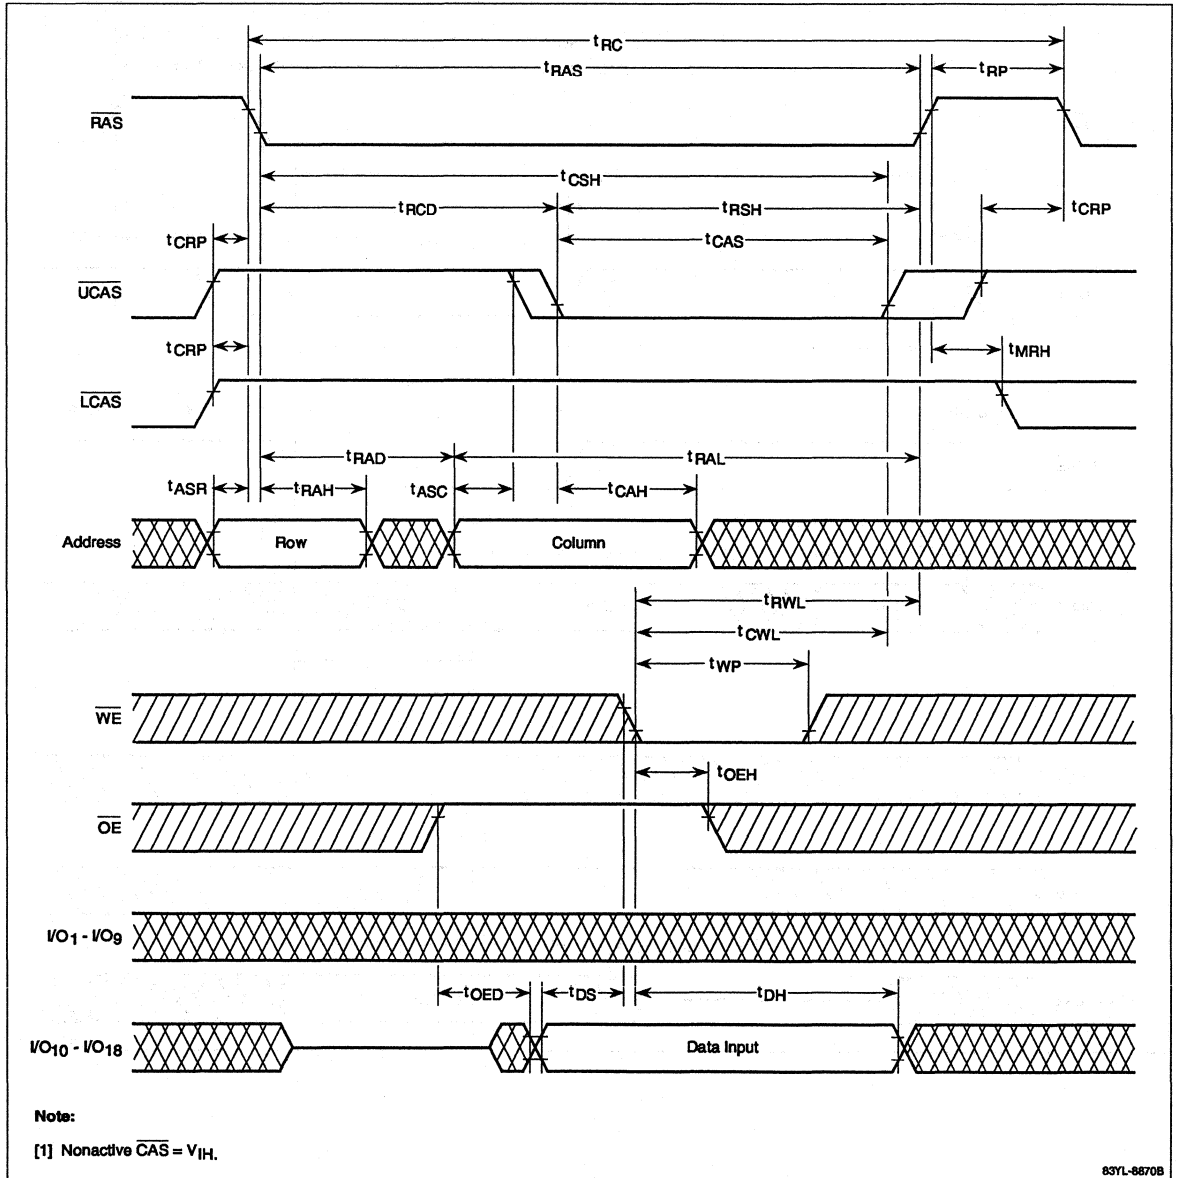 tRC
tRAS
tRP
RAS
tCSH
tRCD
tRSH
tCRP
tCRP
tCAS
UCAS
tCRP
tMRH
LCAS
tRAD
tRAL
tASR
tRAH
tASC
tCAH
Address
Row
Column
tRWL
tCWL
tWP
WE
tOEH
OE
I/O1 - I/O9
tOED
tDS
tDH
I/O10 - I/O18
Data Input
Note:
[1] Nonactive CAS = VIH.
83YL-8870B